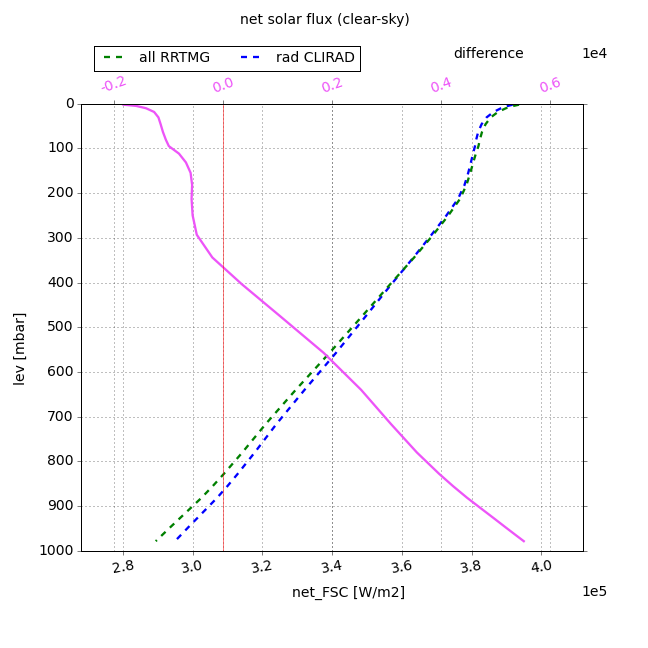 net solar flux (clear-sky)
all RRTMG
rad CLIRAD
difference
1e4
-0.2
0.0
0.2
0.4
0.6
0
100
200
300
400
500
600
700
800
900
1000
lev [mbar]
2.8
3.0
3.2
3.4
3.6
3.8
4.0
net_FSC [W/m2]
1e5